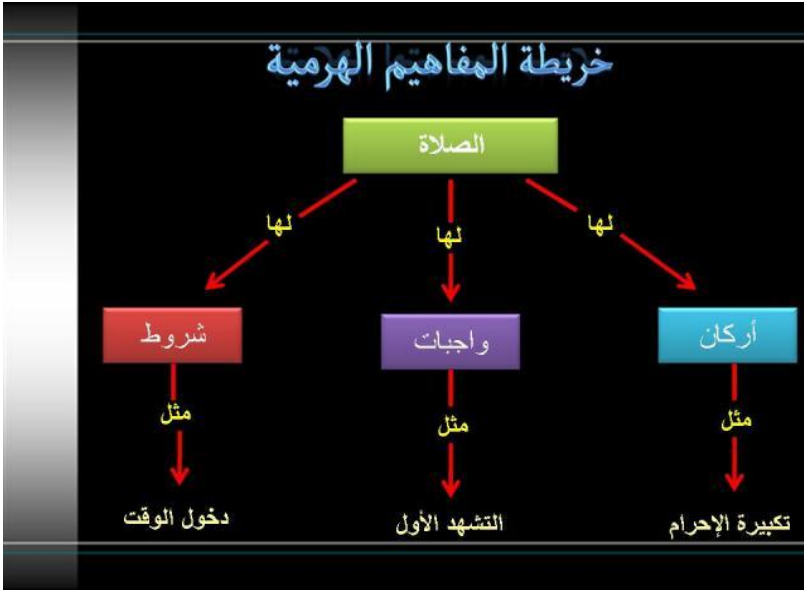 خريطة المفاهيم الهرمية
الصلاة
لها
لها
لها
أركان
واجبات
شروط
مثل
مثل
مثل
تكبيرة الإحرام
التشهد الأول
دخول الوقت